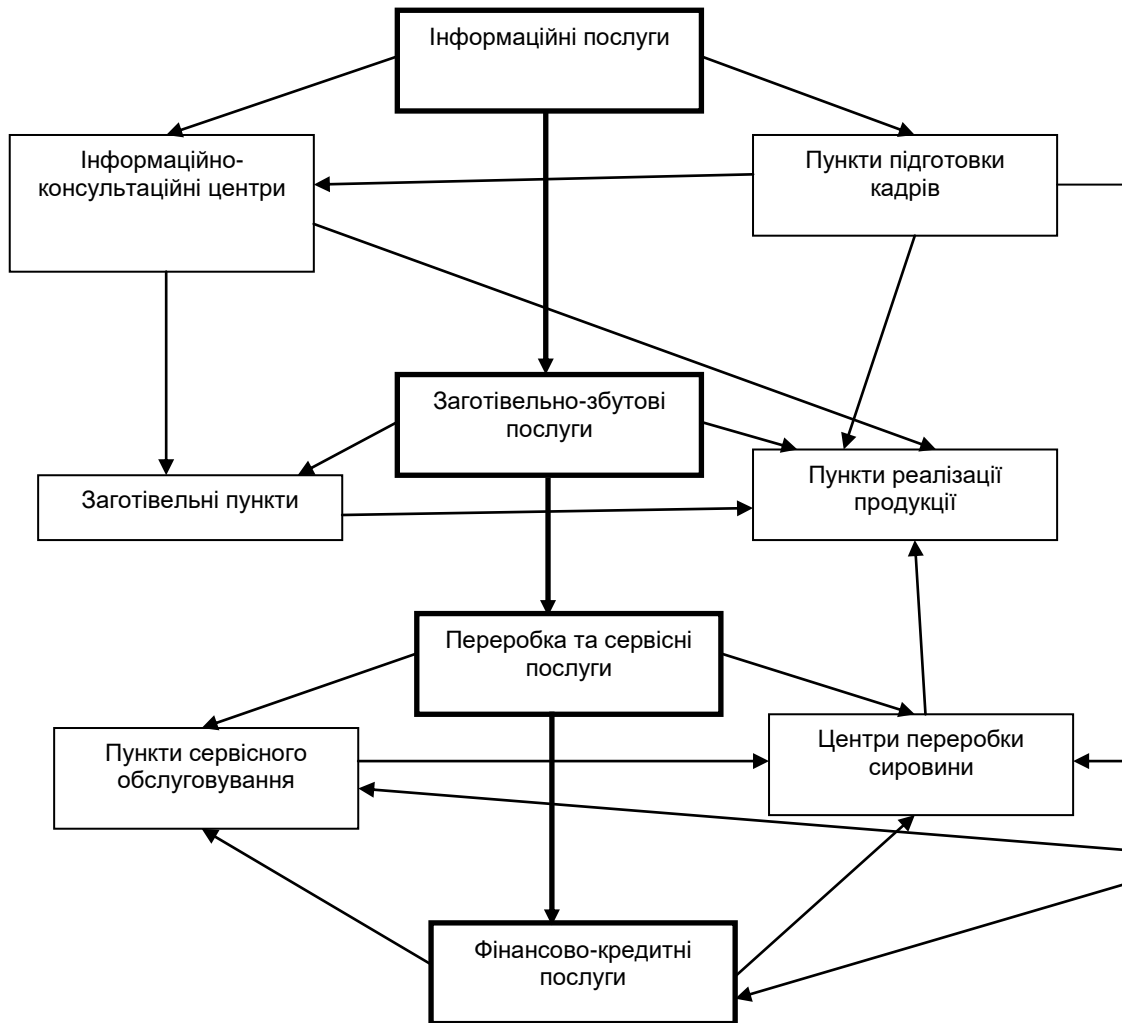 Інформаційні послуги
Інформаційно-
консультаційні центри
Пункти підготовки
кадрів
Заготівельно-збутові
послуги
Заготівельні пункти
Пункти реалізації
продукції
Переробка та сервісні
послуги
Пункти сервісного
обслуговування
Центри переробки
сировини
Фінансово-кредитні
послуги